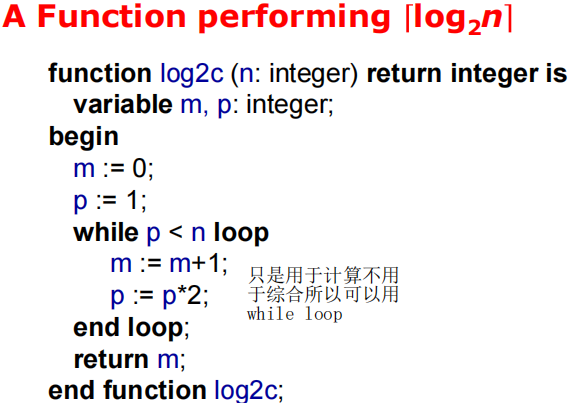 A Function performing ⌈log₂n⌉
function log2c (n: integer) return integer is
variable m, p: integer;
begin
m := 0;
p := 1;
while p < n loop
m := m+1;
p := p*2;
只是用于计算不用
于综合所以可以用
while loop
end loop;
return m;
end function log2c;